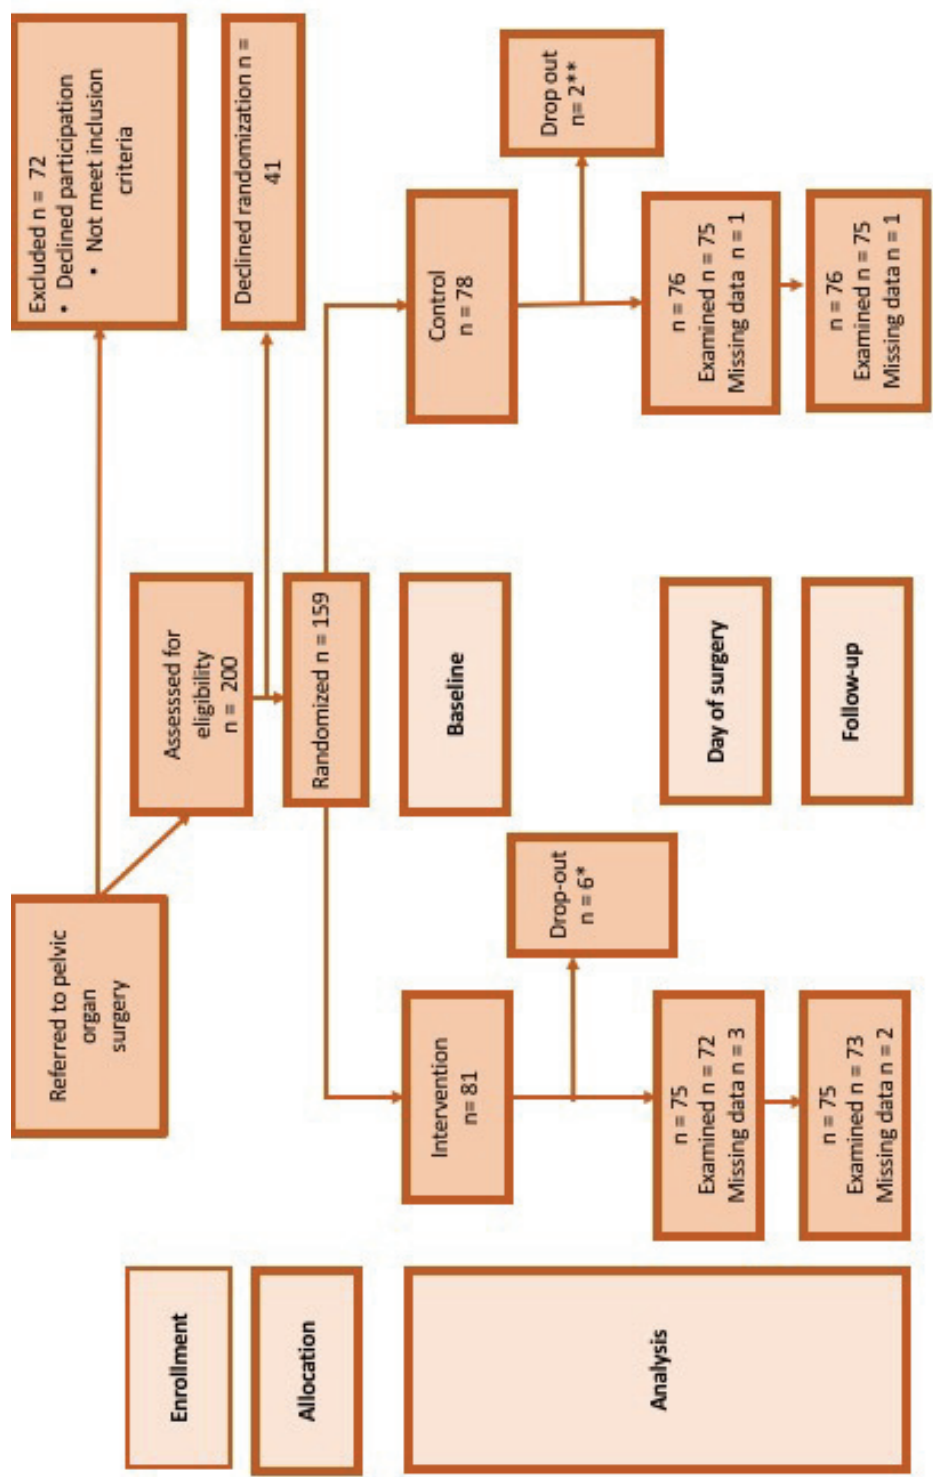 Referred to pelvic
organ
surgery
Excluded n = 72
• Declined participation
• Not meet inclusion
criteria
Enrollment
Assesssed for
eligibility
n = 200
Declined randomization n =
41
Allocation
Randomized n = 159
Intervention
n= 81
Baseline
Control
n = 78
Drop-out
n = 6*
Drop out
n= 2**
Analysis
n = 75
Examined n = 72
Missing data n = 3
Day of surgery
n = 76
Examined n = 75
Missing data n = 1
n = 75
Examined n = 73
Missing data n = 2
Follow-up
n = 76
Examined n = 75
Missing data n = 1